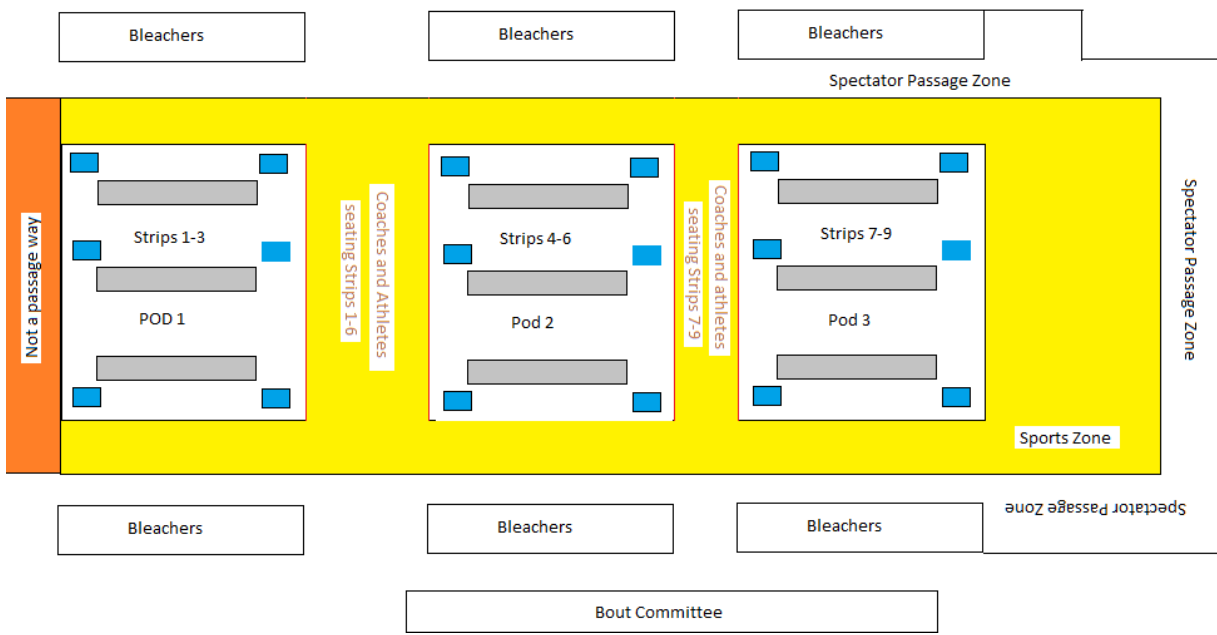 Bleachers
Bleachers
Bleachers
Spectator Passage Zone
Not a passage way
Strips 1-3
POD 1
Coaches and Athletes
seating Strips 1-6
Strips 4-6
Pod 2
Coaches and athletes
seating Strips 7-9
Strips 7-9
Pod 3
Spectator Passage Zone
Sports Zone
Bleachers
Bleachers
Bleachers
Spectator Passage Zone
Bout Committee